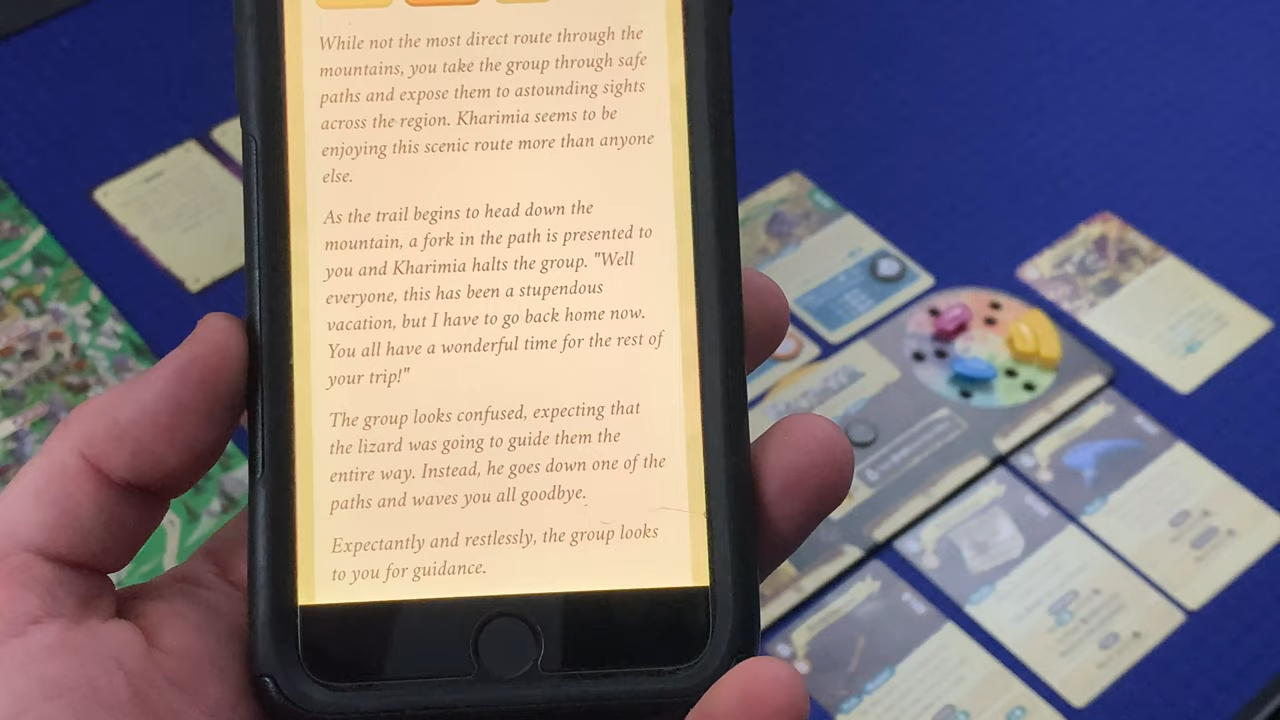 While not the most direct route through the
mountains, you take the group through safe
paths and expose them to astounding sights
across the region. Kharimia seems to be
enjoying this scenic route more than anyone
else.
As the trail begins to head down the
mountain, a fork in the path is presented to
you and Kharimia halts the group. "Well
everyone, this has been a stupendous
vacation, but I have to go back home now.
You all have a wonderful time for the rest of
your trip!"
The group looks confused, expecting that
the lizard was going to guide them the
entire way. Instead, he goes down one of the
paths and waves you all goodbye.
Expectantly and restlessly, the group looks
to you for guidance.